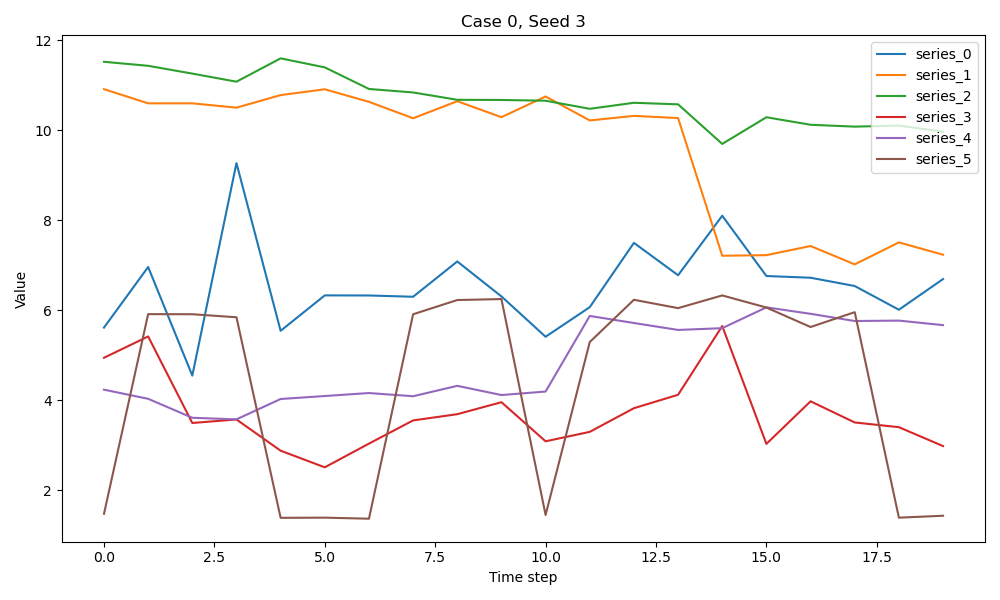 Case 0, Seed 3
12
10
8
6
4
2
Value
0.0
2.5
5.0
7.5
10.0
12.5
15.0
17.5
Time step
series_0
series_1
series_2
series_3
series_4
series_5